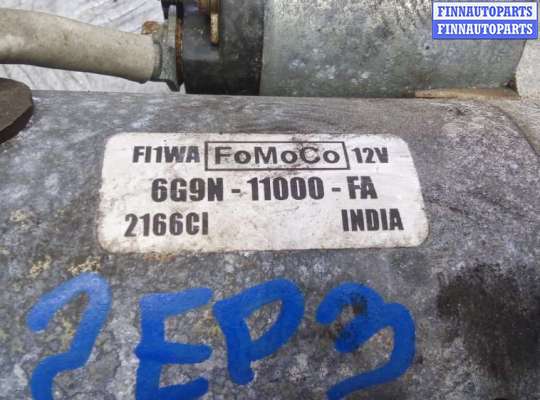 FINNAUTOPARTS
FINNAUTOPARTS
FI1WA FoMoCo 12V
6G9N - 11000 - FA
2166CI INDIA
2EP3